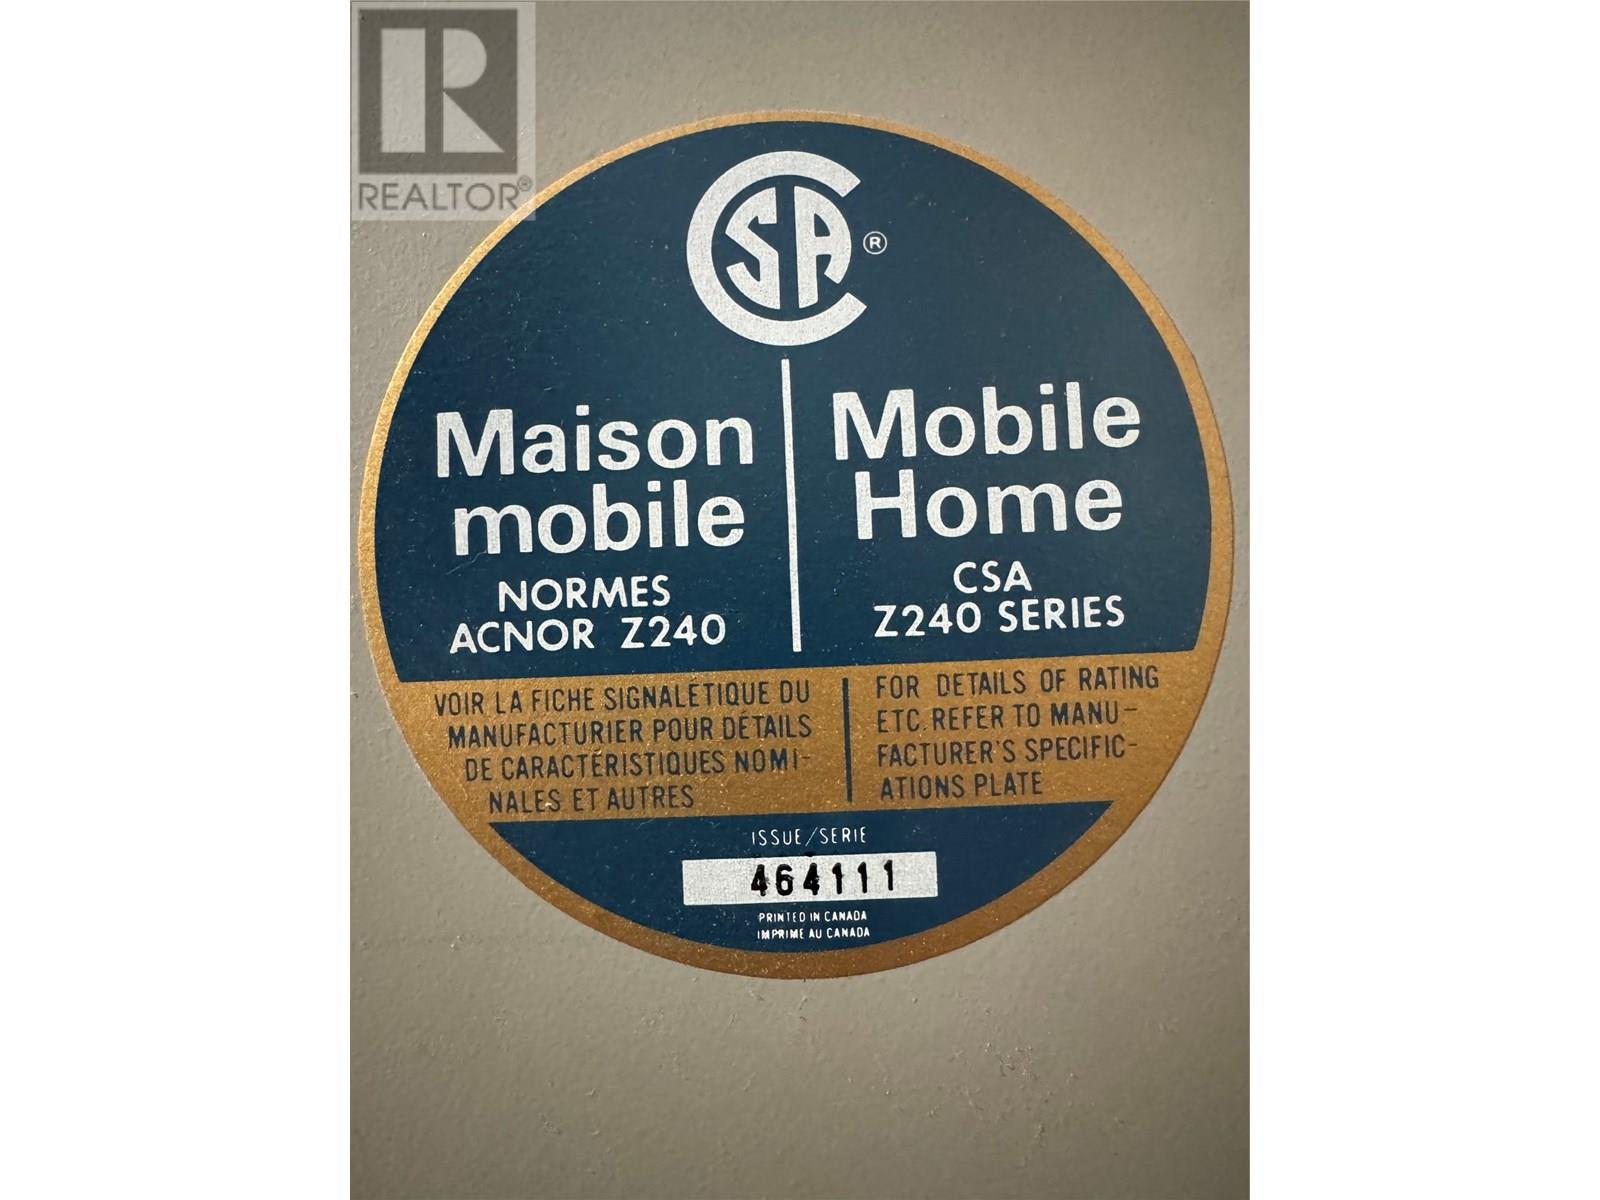 R
REALTOR®
CSA®
Maison
mobile
NORMES
ACNOR Z240
Mobile
Home
CSA
Z240 SERIES
VOIR LA FICHE SIGNALÉTIQUE DU
MANUFACTURIER POUR DÉTAILS
DE CARACTÉRISTIQUES NOMI-
NALES ET AUTRES
FOR DETAILS OF RATING
ETC. REFER TO MANU-
FACTURER'S SPECIFIC-
ATIONS PLATE
ISSUE/SERIE
464111
PRINTED IN CANADA
IMPRIME AU CANADA